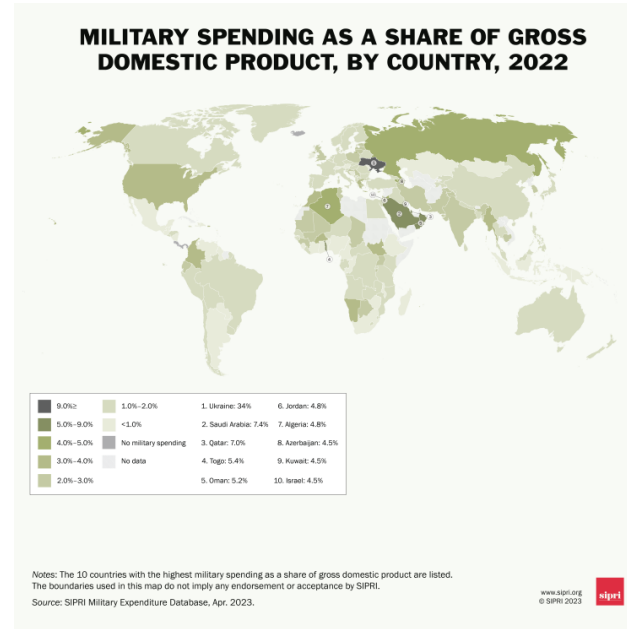 MILITARY SPENDING AS A SHARE OF GROSS
DOMESTIC PRODUCT, BY COUNTRY, 2022
9.0%≥
5.0%–9.0%
4.0%–5.0%
3.0%–4.0%
2.0%–3.0%
1.0%–2.0%
<1.0%
No military spending
No data
1. Ukraine: 34%
2. Saudi Arabia: 7.4%
3. Qatar: 7.0%
4. Togo: 5.4%
5. Oman: 5.2%
6. Jordan: 4.8%
7. Algeria: 4.8%
8. Azerbaijan: 4.5%
9. Kuwait: 4.5%
10. Israel: 4.5%
Notes: The 10 countries with the highest military spending as a share of gross domestic product are listed.
The boundaries used in this map do not imply any endorsement or acceptance by SIPRI.
Source: SIPRI Military Expenditure Database, Apr. 2023.
www.sipri.org
© SIPRI 2023
sipri